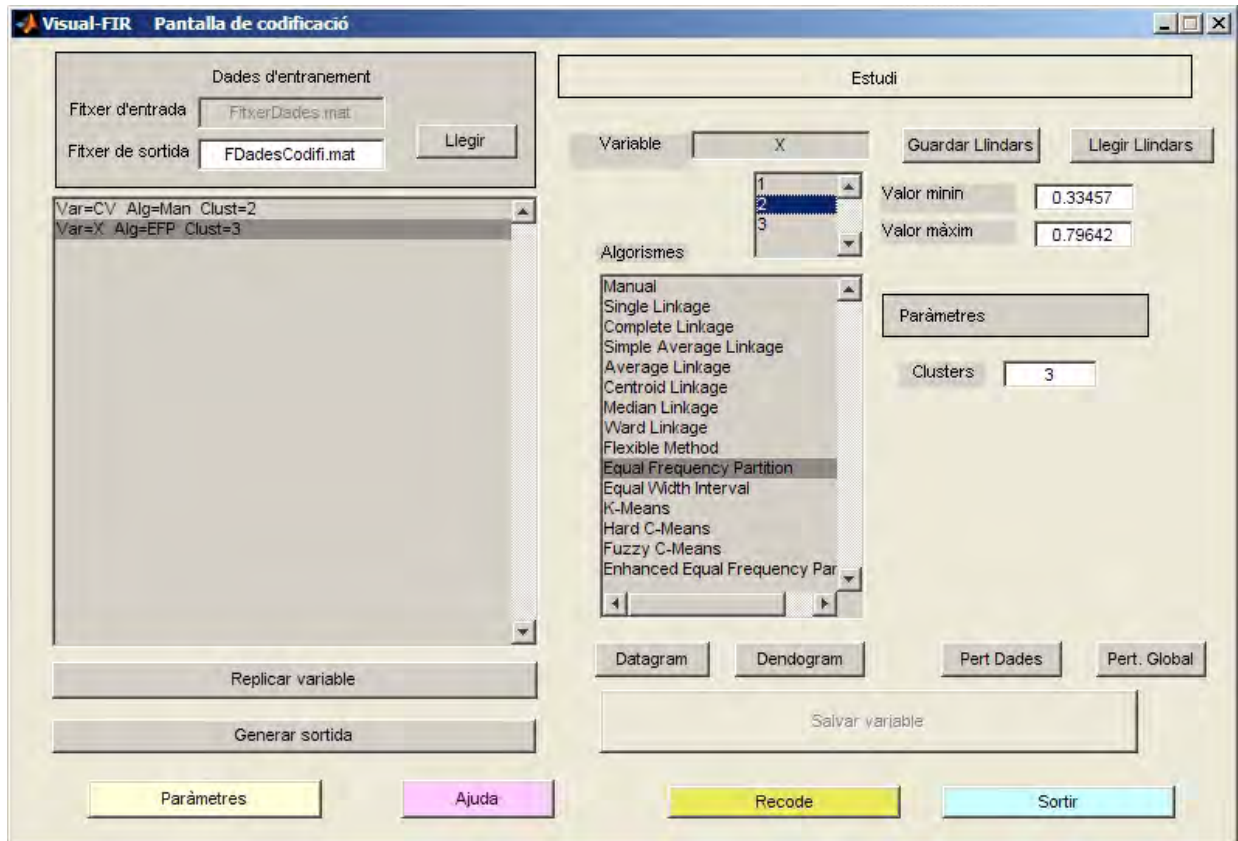 Visual-FIR Pantalla de codificació
Dades d'entranement
Fitxer d'entrada FitxerDades.mat
Fitxer de sortida FDadesCodifi.mat
Llegir
Var=CV Alg=Man Clust=2
Var=X Alg=EFP Clust=3
Replicar variable
Generar sortida
Paràmetres
Ajuda
Estudi
Variable X
Guardar Llindars
Llegir Llindars
1
2
3
Valor minin 0.33457
Valor màxim 0.79642
Algorismes
Manual
Single Linkage
Complete Linkage
Simple Average Linkage
Average Linkage
Centroid Linkage
Median Linkage
Ward Linkage
Flexible Method
Equal Frequency Partition
Equal Width Interval
K-Means
Hard C-Means
Fuzzy C-Means
Enhanced Equal Frequency Par
Paràmetres
Clusters 3
Datagram
Dendogram
Pert Dades
Pert. Global
Salvar variable
Recode
Sortir